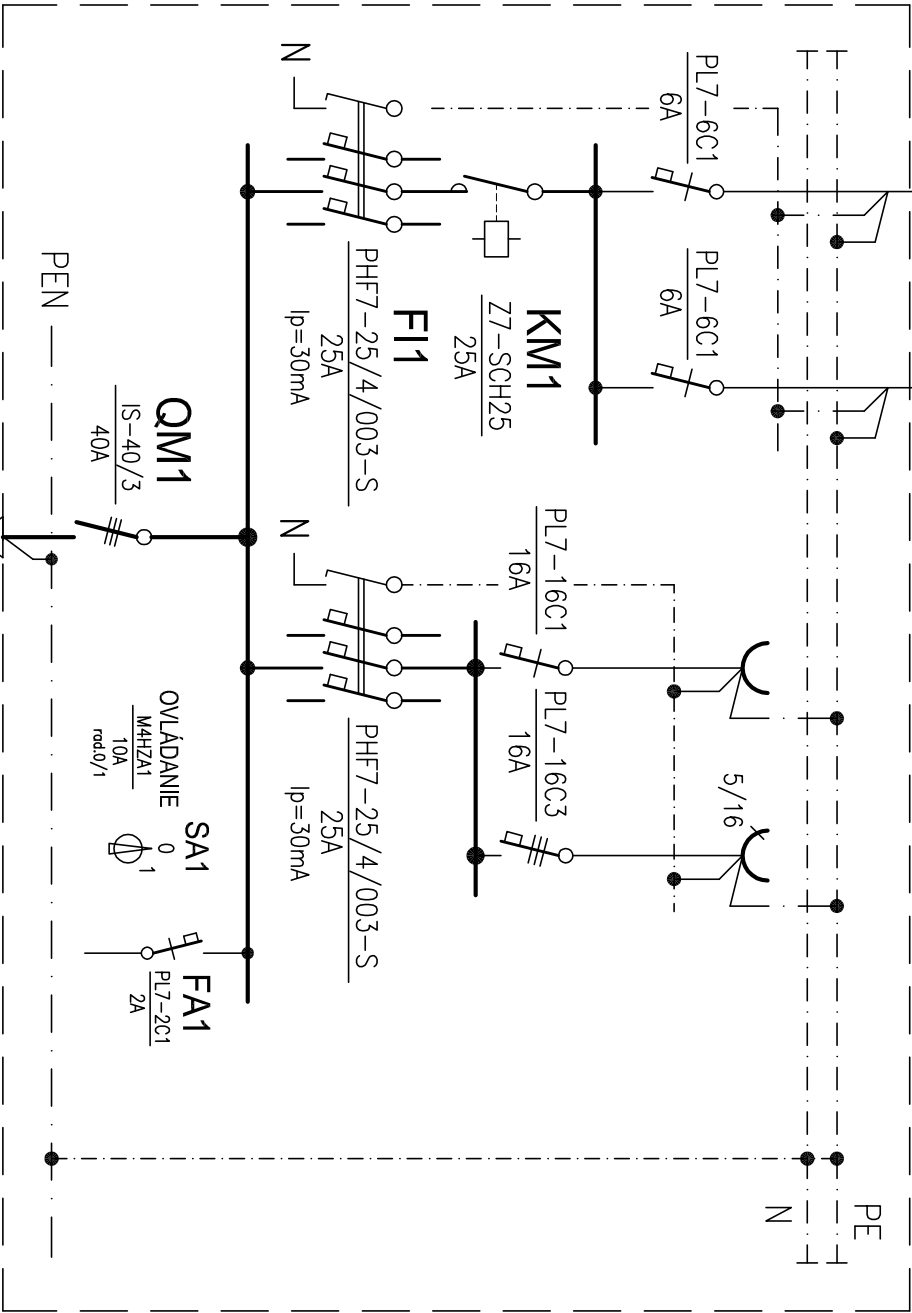 PE
N
PL7-6C1
6A
PL7-6C1
6A
KM1
Z7-SCH25
25A
FI1
PHF7-25/4/003-S
25A
Ip=30mA
N
5/16
PL7-16C1
16A
PL7-16C3
16A
PHF7-25/4/003-S
25A
Ip=30mA
N
PEN
QM1
IS-40/3
40A
SA1
0
1
OVLÁDANIE
M4HZA1
10A
rad.0/1
FA1
PL7-2C1
2A